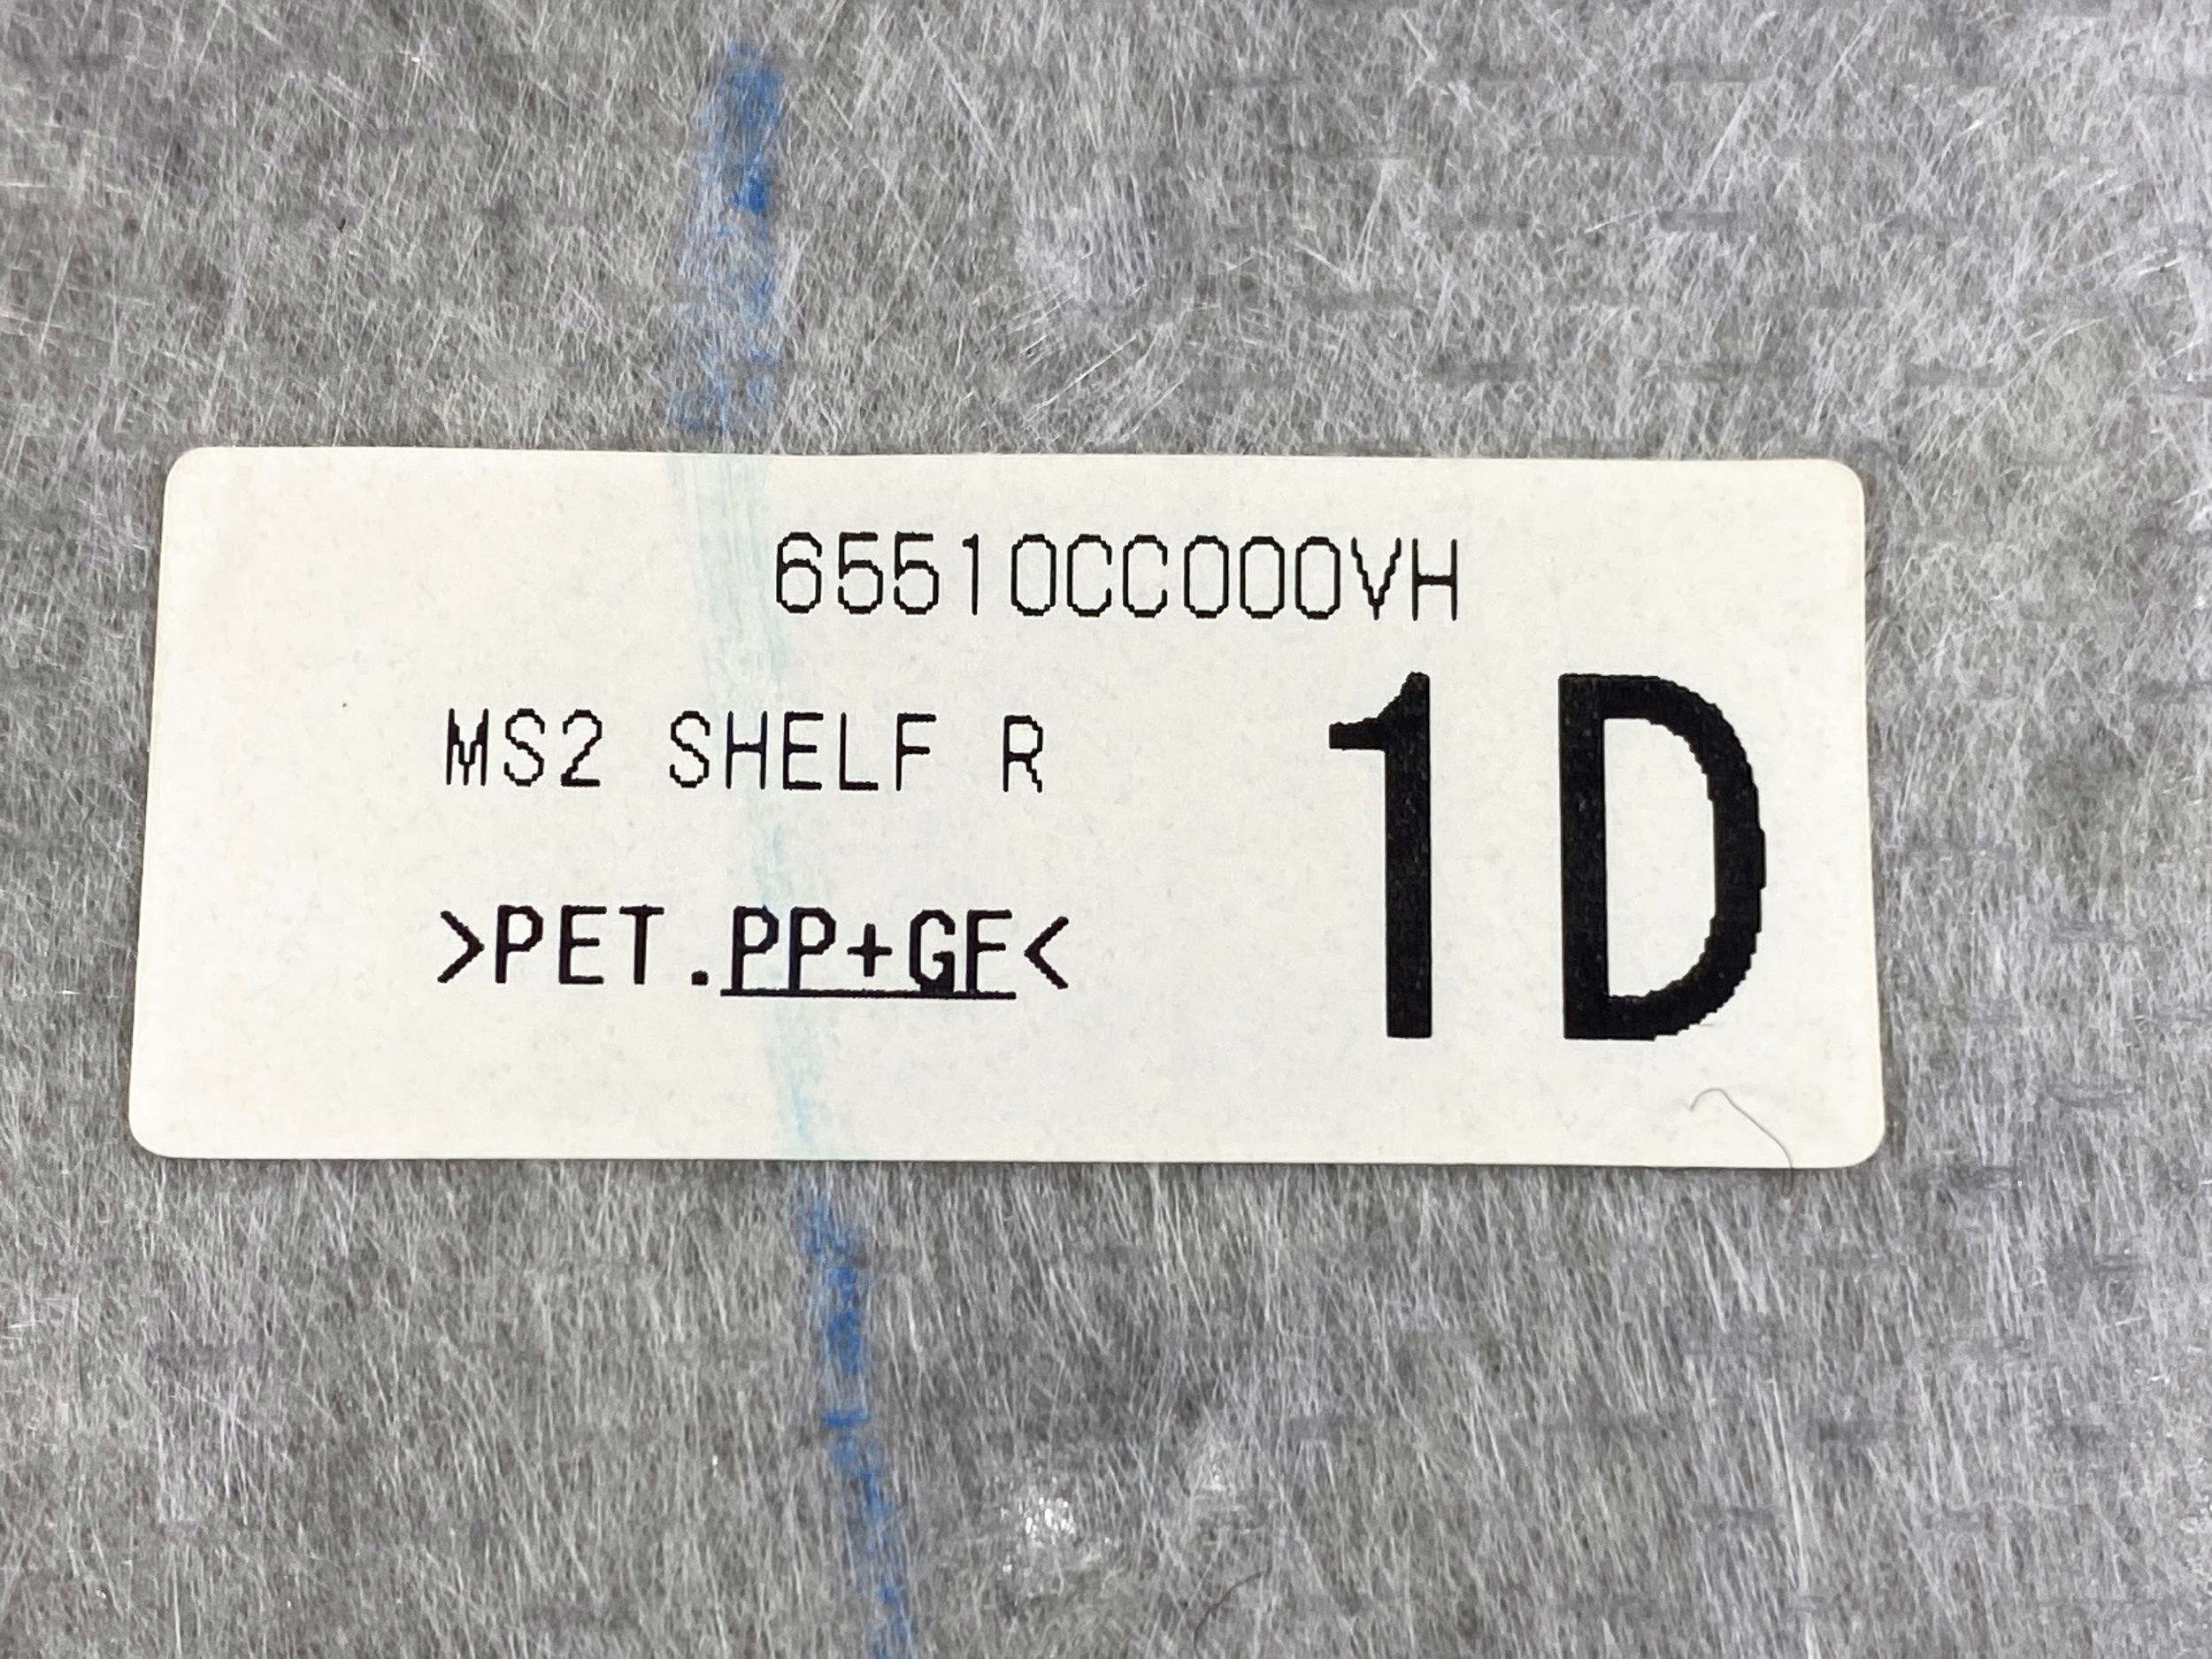 65510CC000VH
MS2 SHELF R
1D
>PET.PP+GF<